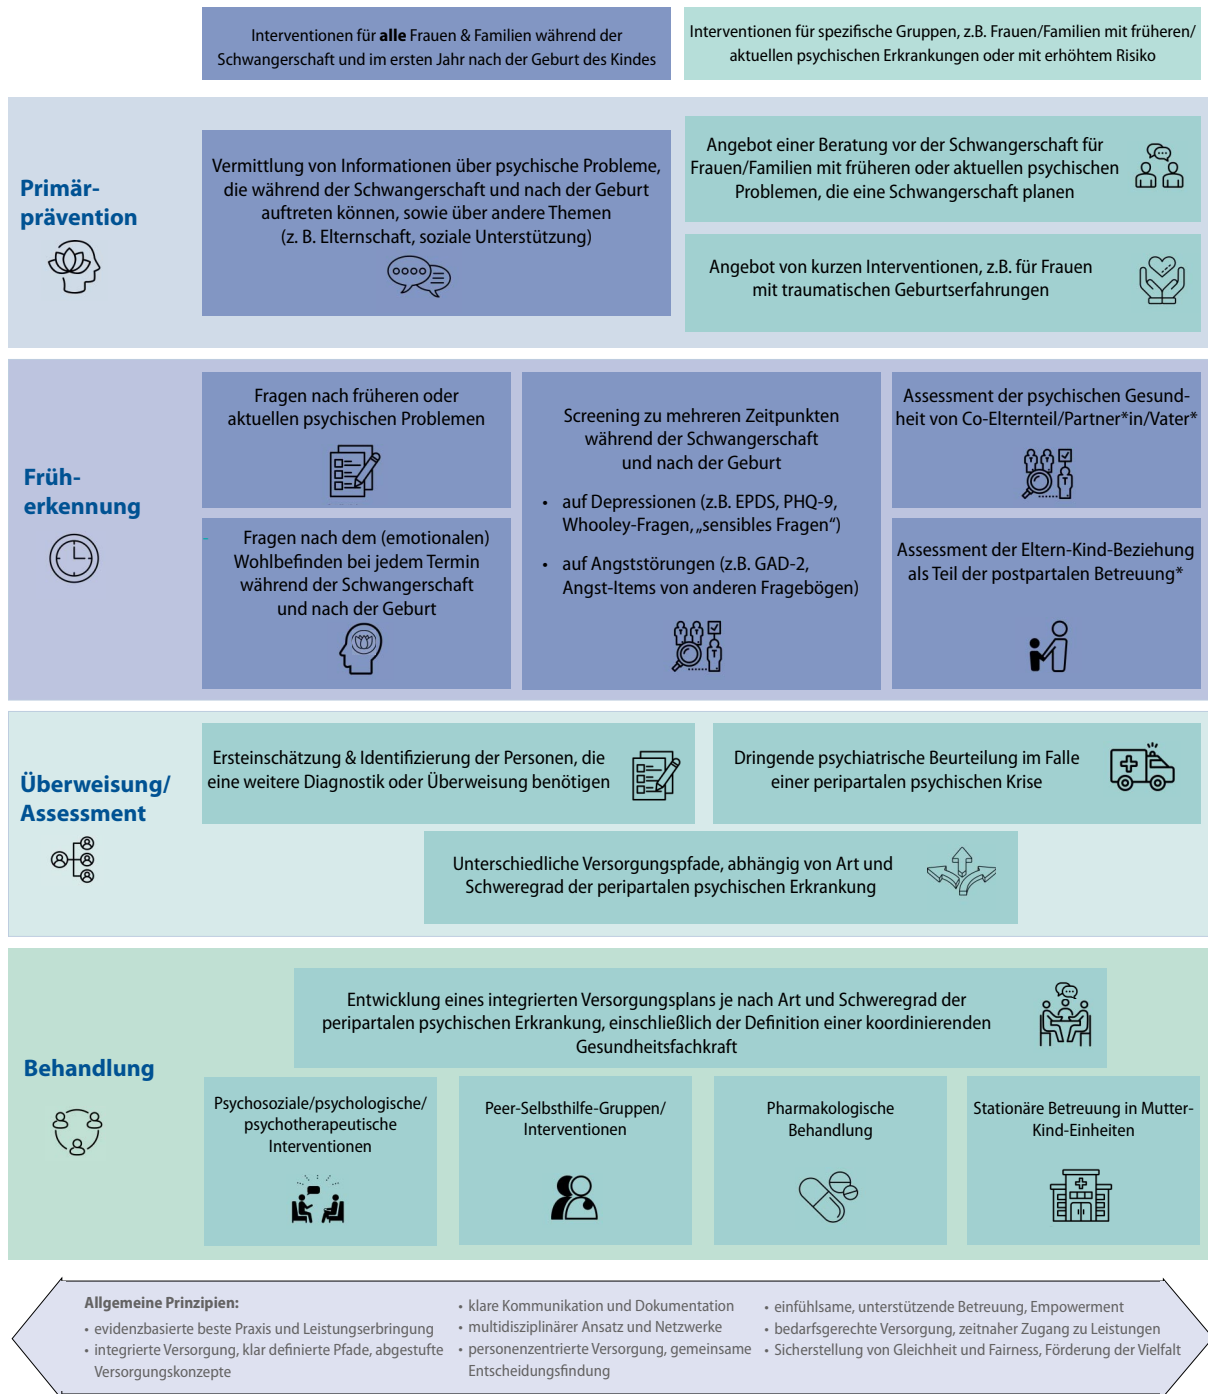 Interventionen für alle Frauen & Familien während der
Schwangerschaft und im ersten Jahr nach der Geburt des Kindes
Interventionen für spezifische Gruppen, z.B. Frauen/Familien mit früheren/
aktuellen psychischen Erkrankungen oder mit erhöhtem Risiko
Primär-
prävention
Vermittlung von Informationen über psychische Probleme,
die während der Schwangerschaft und nach der Geburt
auftreten können, sowie über andere Themen
(z. B. Elternschaft, soziale Unterstützung)
Angebot einer Beratung vor der Schwangerschaft für
Frauen/Familien mit früheren oder aktuellen psychischen
Problemen, die eine Schwangerschaft planen
Angebot von kurzen Interventionen, z.B. für Frauen
mit traumatischen Geburtserfahrungen
Früh-
erkennung
Fragen nach früheren oder
aktuellen psychischen Problemen
Fragen nach dem (emotionalen)
Wohlbefinden bei jedem Termin
während der Schwangerschaft
und nach der Geburt
Screening zu mehreren Zeitpunkten
während der Schwangerschaft
und nach der Geburt
• auf Depressionen (z.B. EPDS, PHQ-9,
Whooley-Fragen, „sensibles Fragen“)
• auf Angststörungen (z.B. GAD-2,
Angst-Items von anderen Fragebögen)
Assessment der psychischen Gesund-
heit von Co-Elternteil/Partner*in/Vater*
Assessment der Eltern-Kind-Beziehung
als Teil der postpartalen Betreuung*
Überweisung/
Assessment
Ersteinschätzung & Identifizierung der Personen, die
eine weitere Diagnostik oder Überweisung benötigen
Dringende psychiatrische Beurteilung im Falle
einer peripartalen psychischen Krise
Unterschiedliche Versorgungspfade, abhängig von Art und
Schweregrad der peripartalen psychischen Erkrankung
Behandlung
Entwicklung eines integrierten Versorgungsplans je nach Art und Schweregrad der
peripartalen psychischen Erkrankung, einschließlich der Definition einer koordinierenden
Gesundheitsfachkraft
Psychosoziale/psychologische/
psychotherapeutische
Interventionen
Peer-Selbsthilfe-Gruppen/
Interventionen
Pharmakologische
Behandlung
Stationäre Betreuung in Mutter-
Kind-Einheiten
Allgemeine Prinzipien:
• evidenzbasierte beste Praxis und Leistungserbringung
• integrierte Versorgung, klar definierte Pfade, abgestufte
Versorgungskonzepte
• klare Kommunikation und Dokumentation
• multidisziplinärer Ansatz und Netzwerke
• personenzentrierte Versorgung, gemeinsame
Entscheidungsfindung
• einfühlsame, unterstützende Betreuung, Empowerment
• bedarfsgerechte Versorgung, zeitnaher Zugang zu Leistungen
• Sicherstellung von Gleichheit und Fairness, Förderung der Vielfalt